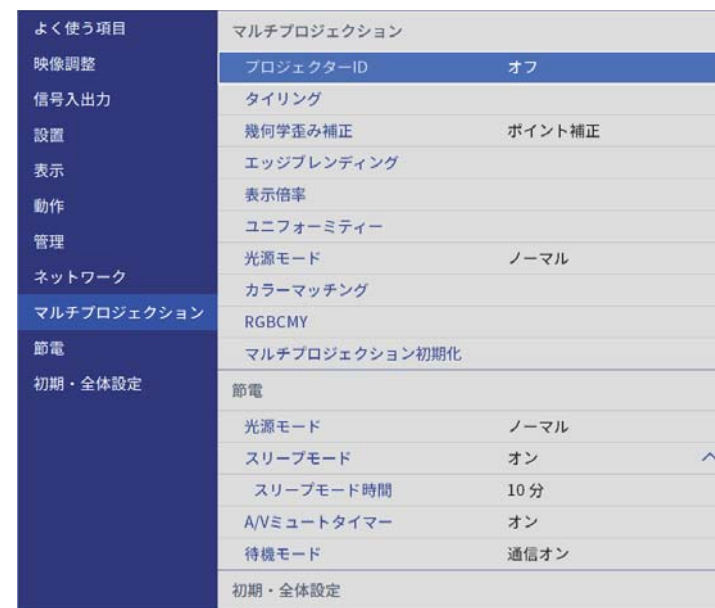 よく使う項目
映像調整
信号入出力
設置
表示
動作
管理
ネットワーク
マルチプロジェクション
節電
初期・全体設定
マルチプロジェクション
プロジェクターID オフ
タイリング
幾何学歪み補正 ポイント補正
エッジブレンディング
表示倍率
ユニフォーミティー
光源モード ノーマル
カラーマッチング
RGBCMY
マルチプロジェクション初期化
節電
光源モード ノーマル
スリープモード オン
スリープモード時間 10 分
A/Vミュートタイマー オン
待機モード 通信オン
初期・全体設定